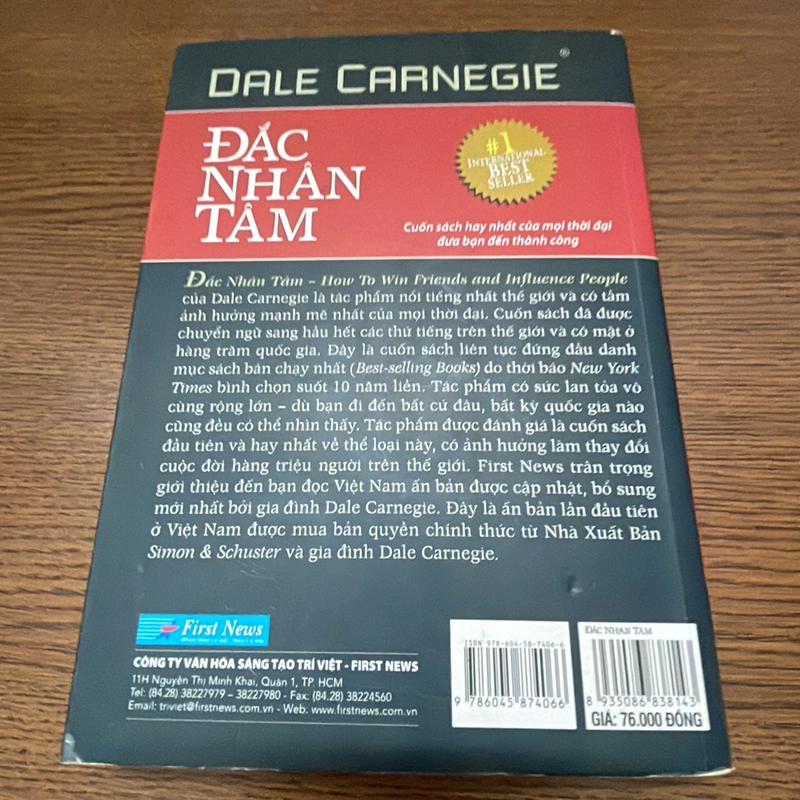 DALE CARNEGIE®
ĐẮC
NHÂN
TÂM
#1
INTERNATIONAL
BEST
SELLER
Cuốn sách hay nhất của mọi thời đại
đưa bạn đến thành công
Đắc Nhân Tâm – How To Win Friends and Influence People
của Dale Carnegie là tác phẩm nổi tiếng nhất thế giới và có tầm
ảnh hưởng mạnh mẽ nhất của mọi thời đại. Cuốn sách đã được
chuyển ngữ sang hầu hết các thứ tiếng trên thế giới và có mặt ở
hàng trăm quốc gia. Đây là cuốn sách liên tục đứng đầu danh
mục sách bán chạy nhất (Best-selling Books) do thời báo New York
Times bình chọn suốt 10 năm liền. Tác phẩm có sức lan tỏa vô
cùng rộng lớn – dù bạn đi đến bất cứ đâu, bất kỳ quốc gia nào
cũng đều có thể nhìn thấy. Tác phẩm được đánh giá là cuốn sách
đầu tiên và hay nhất về thể loại này, có ảnh hưởng làm thay đổi
cuộc đời hàng triệu người trên thế giới. First News trân trọng
giới thiệu đến bạn đọc Việt Nam ấn bản được cập nhật, bổ sung
mới nhất bởi gia đình Dale Carnegie. Đây là ấn bản lần đầu tiên
ở Việt Nam được mua bản quyền chính thức từ Nhà Xuất Bản
Simon & Schuster và gia đình Dale Carnegie.
First News
CÔNG TY VĂN HÓA SÁNG TẠO TRÍ VIỆT - FIRST NEWS
11H Nguyễn Thị Minh Khai, Quận 1, TP. HCM
Tel: (84.28) 38227979 – 38227980 - Fax: (84.28) 38224560
Email: triviet@firstnews.com.vn - Web: www.firstnews.com.vn
ISBN 978-604-58-7406-6
9 786045 874066
ĐẮC NHÂN TÂM
8 935086 838143
GIÁ: 76.000 ĐỒNG